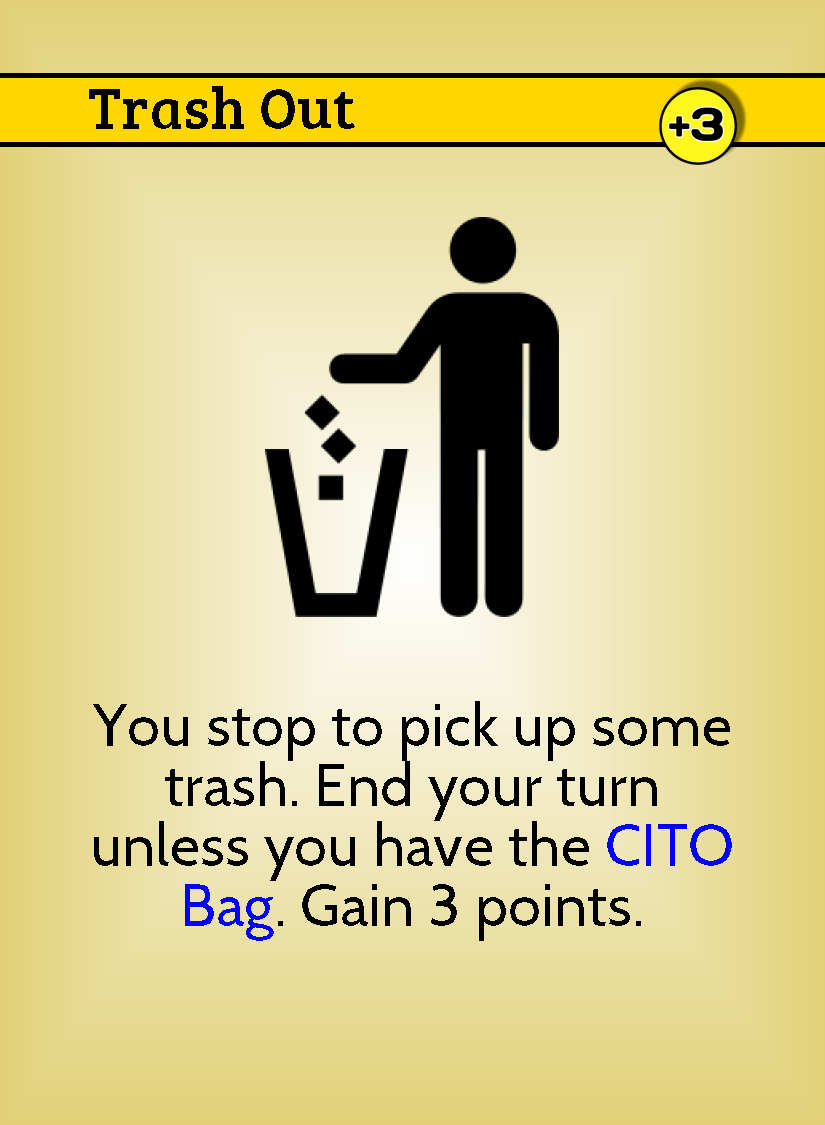 Trash Out
+3
You stop to pick up some
trash. End your turn
unless you have the CITO
Bag. Gain 3 points.